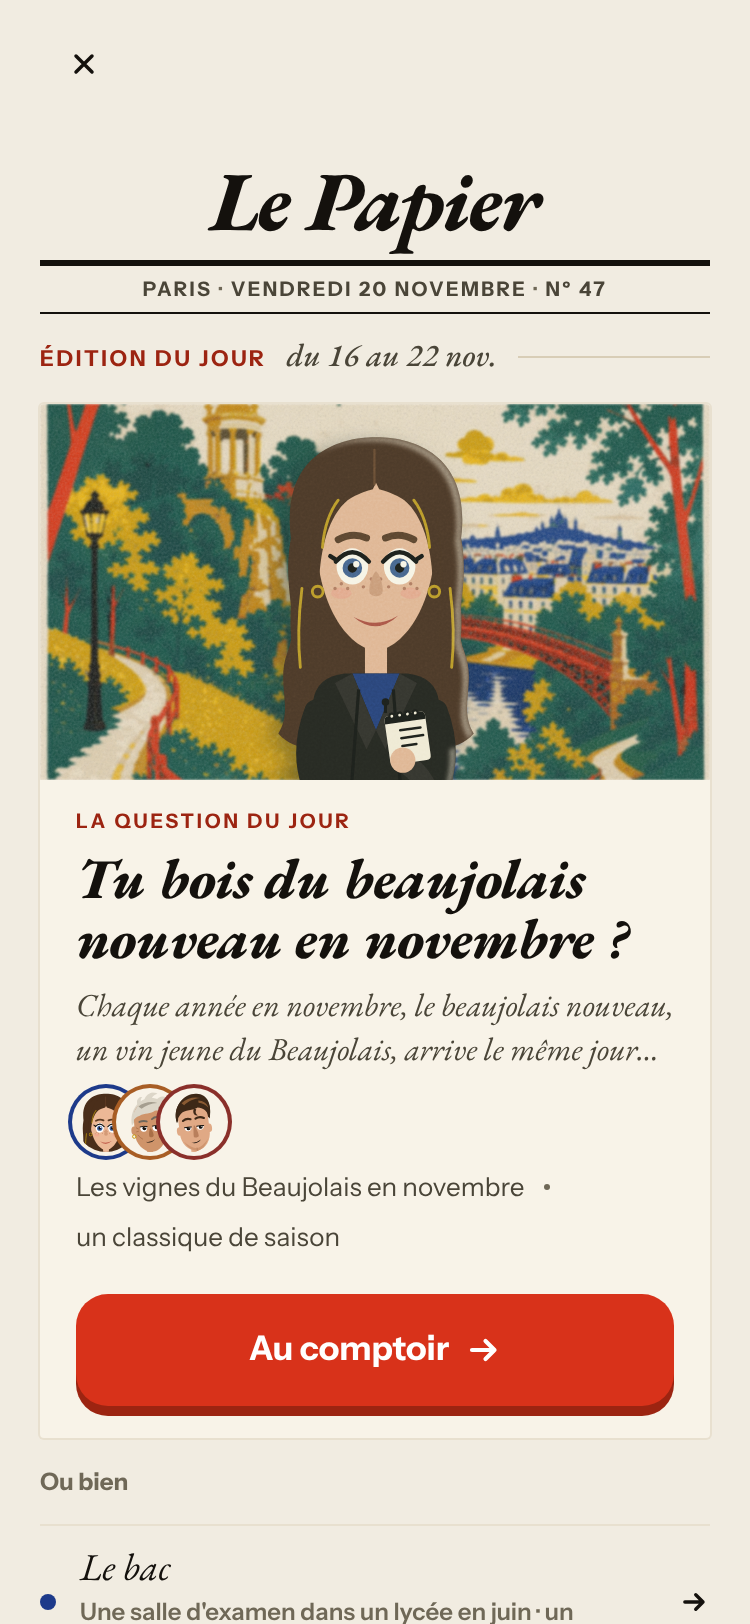 Le Papier
PARIS · VENDREDI 20 NOVEMBRE · N° 47
ÉDITION DU JOUR du 16 au 22 nov.
LA QUESTION DU JOUR
Tu bois du beaujolais
nouveau en novembre ?
Chaque année en novembre, le beaujolais nouveau,
un vin jeune du Beaujolais, arrive le même jour…
Les vignes du Beaujolais en novembre •
un classique de saison
Au comptoir →
Ou bien
Le bac
Une salle d'examen dans un lycée en juin · un